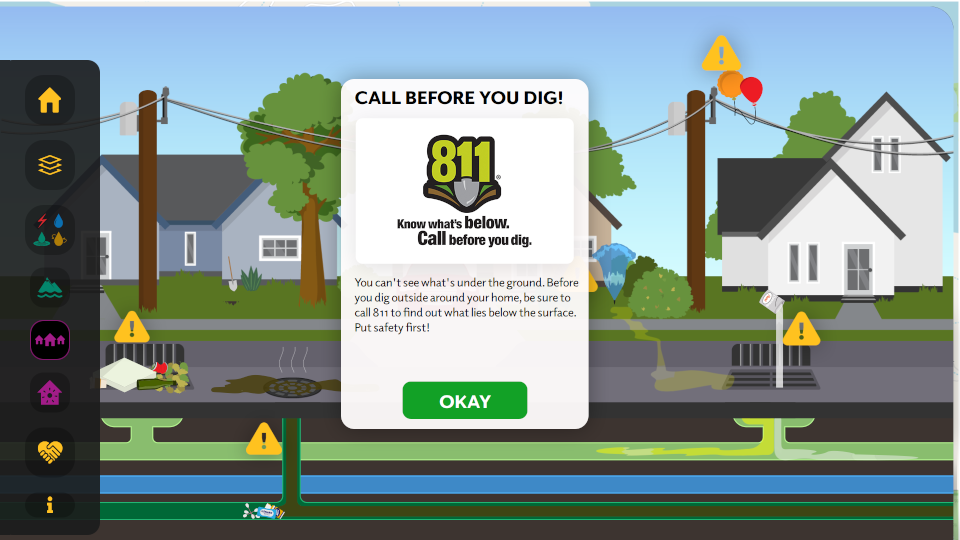 CALL BEFORE YOU DIG!
811
Know what's below.
Call before you dig.
You can't see what's under the ground. Before
you dig outside around your home, be sure to
call 811 to find out what lies below the surface.
Put safety first!
OKAY